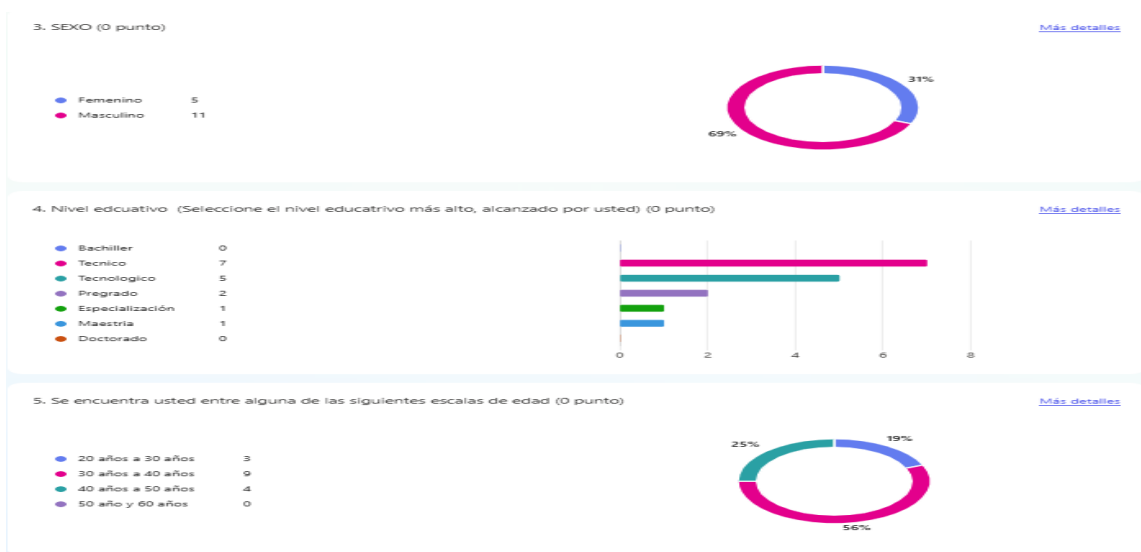 3. SEXO (0 punto)
Más detalles
Femenino 5
Masculino 11
31%
69%
4. Nivel edcuativo (Seleccione el nivel educatrivo más alto, alcanzado por usted) (0 punto)
Más detalles
Bachiller 0
Tecnico 7
Tecnologico 5
Pregrado 2
Especialización 1
Maestria 1
Doctorado 0
0 2 4 6 8
5. Se encuentra usted entre alguna de las siguientes escalas de edad (0 punto)
Más detalles
20 años a 30 años 3
30 años a 40 años 9
40 años a 50 años 4
50 año y 60 años 0
25%
19%
56%